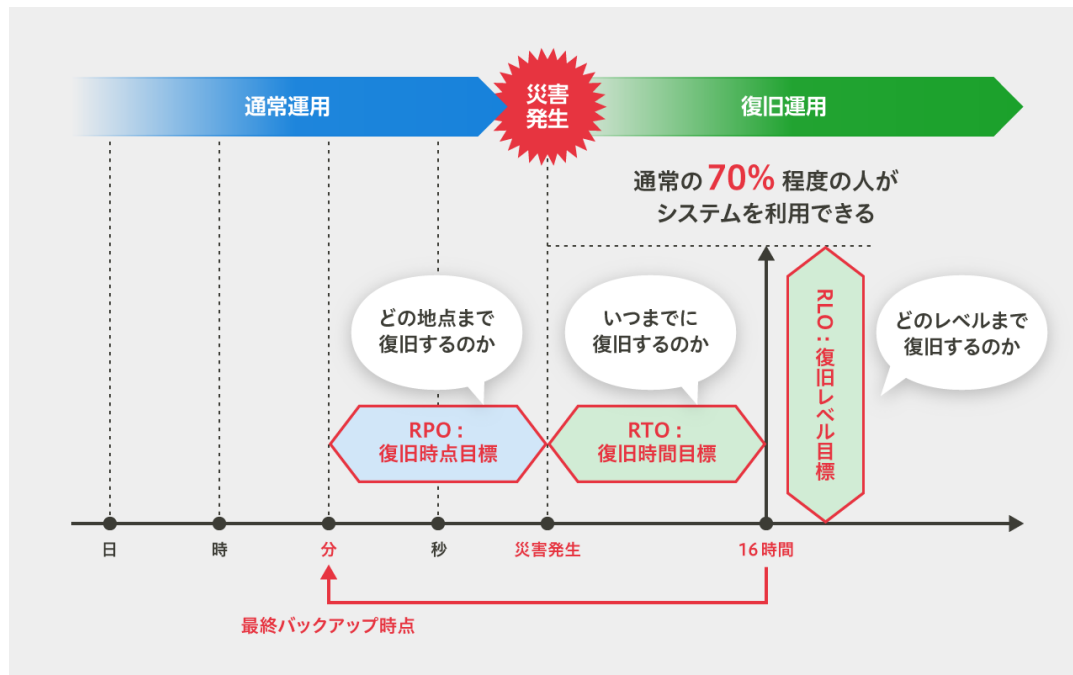 通常運用
災害
発生
復旧運用
通常の 70% 程度の人が
システムを利用できる
どの地点まで
復旧するのか
いつまでに
復旧するのか
どのレベルまで
復旧するのか
RPO：
復旧時点目標
RTO：
復旧時間目標
RLO：復旧レベル目標
日
時
分
秒
災害発生
16時間
最終バックアップ時点